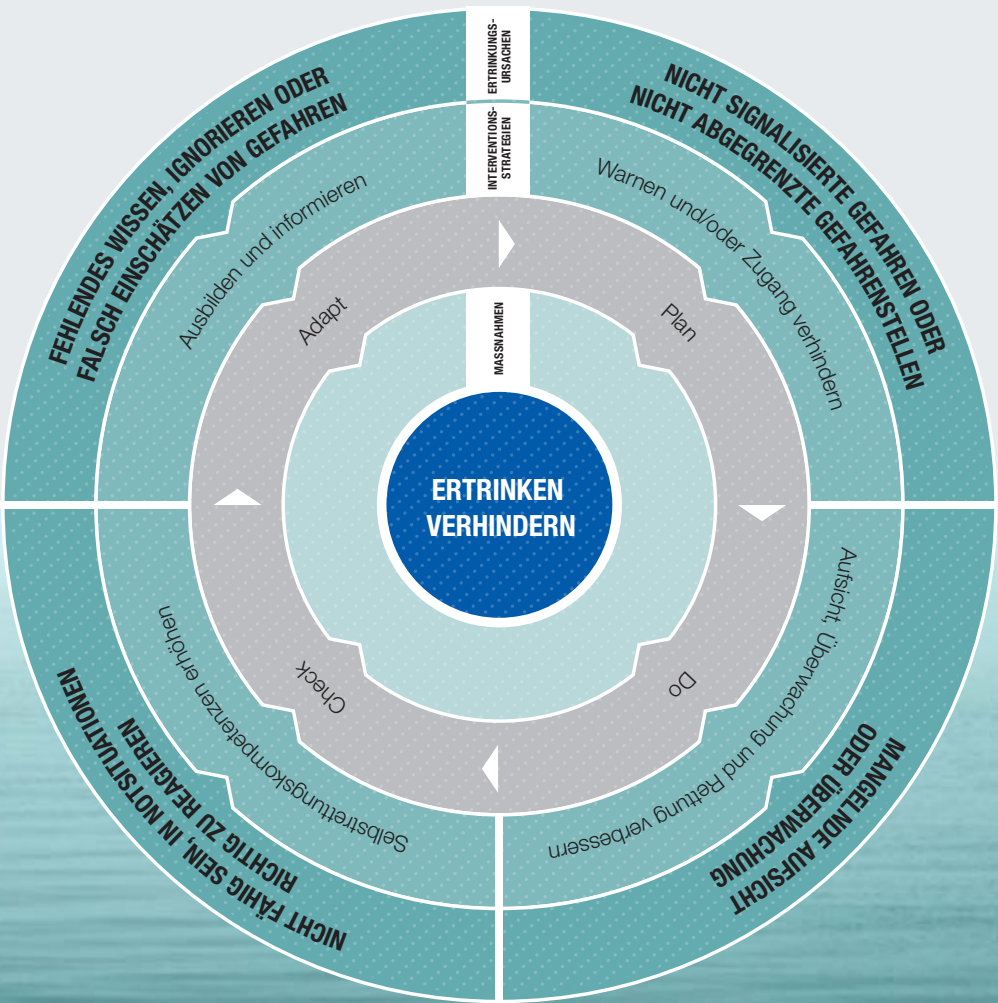 ERTRINKUNGS-
URSACHEN
INTERVENTIONS-
STRATEGIEN
MASSNAHMEN
ERTRINKEN
VERHINDERN
FEHLENDES WISSEN, IGNORIEREN ODER
FALSCH EINSCHÄTZEN VON GEFAHREN
Ausbilden und informieren
Adapt
NICHT SIGNALISIERTE GEFAHREN ODER
NICHT ABGEGRENZTE GEFAHRENSTELLEN
Warnen und/oder Zugang verhindern
Plan
MANGELNDE AUFSICHT
ODER ÜBERWACHUNG
Aufsicht, Überwachung und Rettung verbessern
Do
NICHT FÄHIG SEIN, IN NOTSITUATIONEN
RICHTIG ZU REAGIEREN
Selbstrettungskompetenzen erhöhen
Check